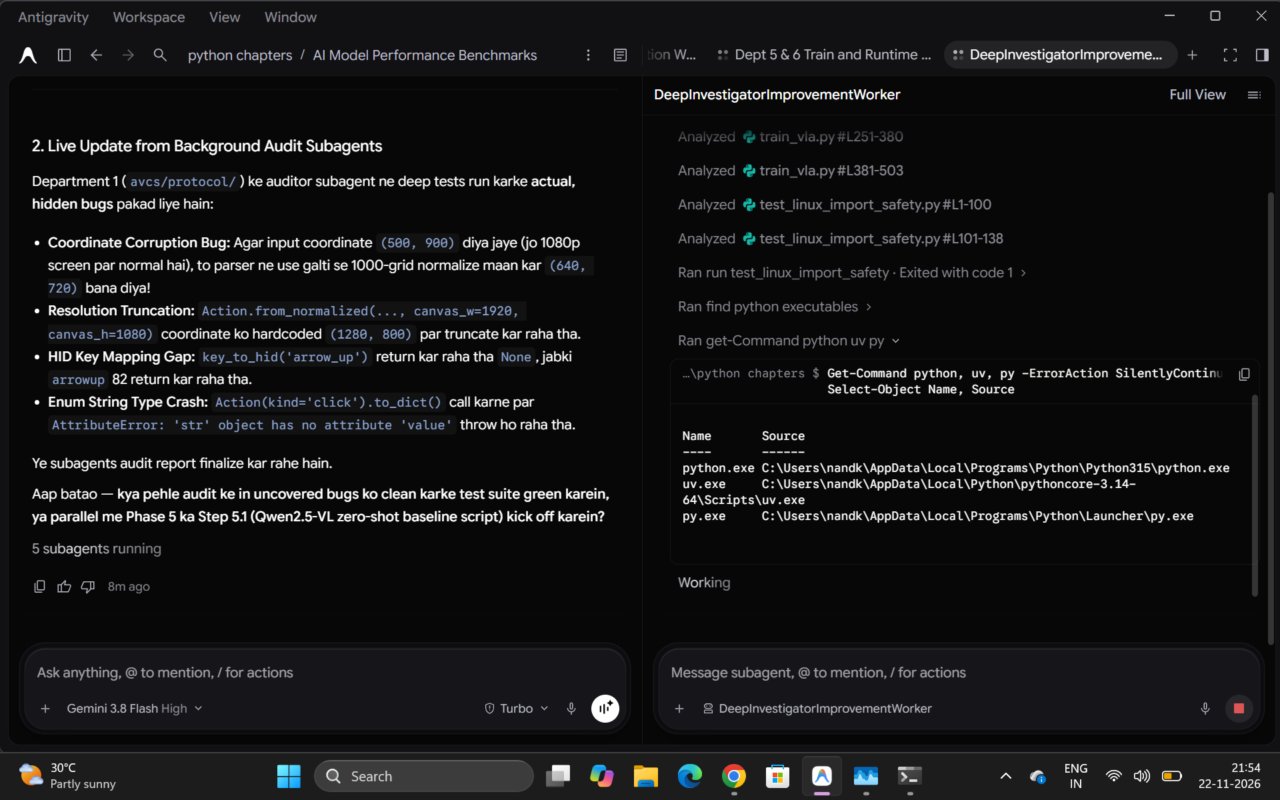 Antigravity Workspace View Window
python chapters / AI Model Performance Benchmarks
tion W... Dept 5 & 6 Train and Runtime ... DeepInvestigatorImproveme...
2. Live Update from Background Audit Subagents
Department 1 ( avcs/protocol/ ) ke auditor subagent ne deep tests run karke actual,
hidden bugs pakad liye hain:
• Coordinate Corruption Bug: Agar input coordinate (500, 900) diya jaye (jo 1080p
screen par normal hai), to parser ne use galti se 1000-grid normalize maan kar (640,
720) bana diya!
• Resolution Truncation: Action.from_normalized(..., canvas_w=1920,
canvas_h=1080) coordinate ko hardcoded (1280, 800) par truncate kar raha tha.
• HID Key Mapping Gap: key_to_hid('arrow_up') return kar raha tha None , jabki
arrowup 82 return kar raha tha.
• Enum String Type Crash: Action(kind='click').to_dict() call karne par
AttributeError: 'str' object has no attribute 'value' throw ho raha tha.
Ye subagents audit report finalize kar rahe hain.
Aap batao — kya pehle audit ke in uncovered bugs ko clean karke test suite green karein,
ya parallel me Phase 5 ka Step 5.1 (Qwen2.5-VL zero-shot baseline script) kick off karein?
5 subagents running
8m ago
Ask anything, @ to mention, / for actions
Gemini 3.8 Flash High Turbo
DeepInvestigatorImprovementWorker Full View
Analyzed train_vla.py #L251-380
Analyzed train_vla.py #L381-503
Analyzed test_linux_import_safety.py #L1-100
Analyzed test_linux_import_safety.py #L101-138
Ran run test_linux_import_safety · Exited with code 1 >
Ran find python executables >
Ran get-Command python uv py
…\python chapters $ Get-Command python, uv, py -ErrorAction SilentlyContinu
Select-Object Name, Source
Name Source
---- ------
python.exe C:\Users\nandk\AppData\Local\Programs\Python\Python315\python.exe
uv.exe C:\Users\nandk\AppData\Local\Python\pythoncore-3.14-
64\Scripts\uv.exe
py.exe C:\Users\nandk\AppData\Local\Programs\Python\Launcher\py.exe
Working
Message subagent, @ to mention, / for actions
DeepInvestigatorImprovementWorker
30°C
Partly sunny
Search
ENG
IN
21:54
22-11-2026